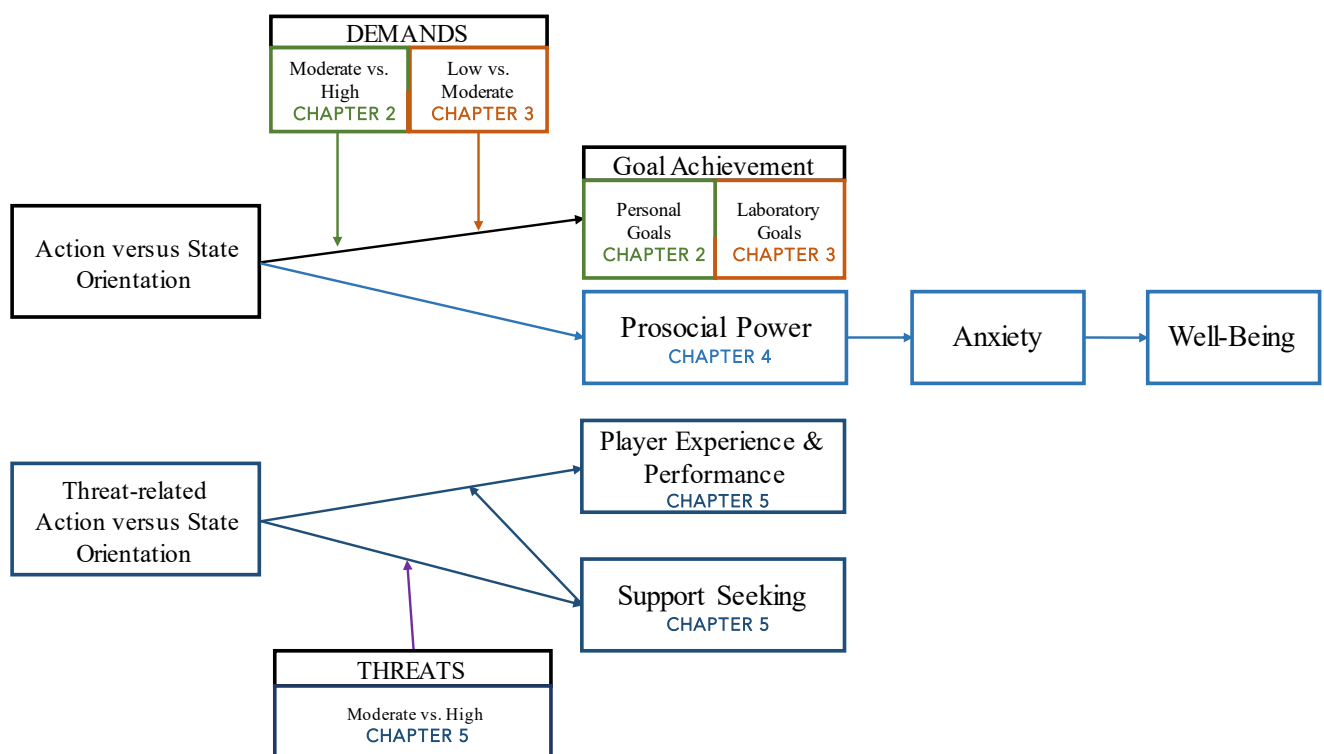 DEMANDS
Moderate vs.
High
CHAPTER 2
Low vs.
Moderate
CHAPTER 3
Goal Achievement
Personal
Goals
CHAPTER 2
Laboratory
Goals
CHAPTER 3
Action versus State
Orientation
Prosocial Power
CHAPTER 4
Anxiety
Well-Being
Player Experience &
Performance
CHAPTER 5
Threat-related
Action versus State
Orientation
Support Seeking
CHAPTER 5
THREATS
Moderate vs. High
CHAPTER 5